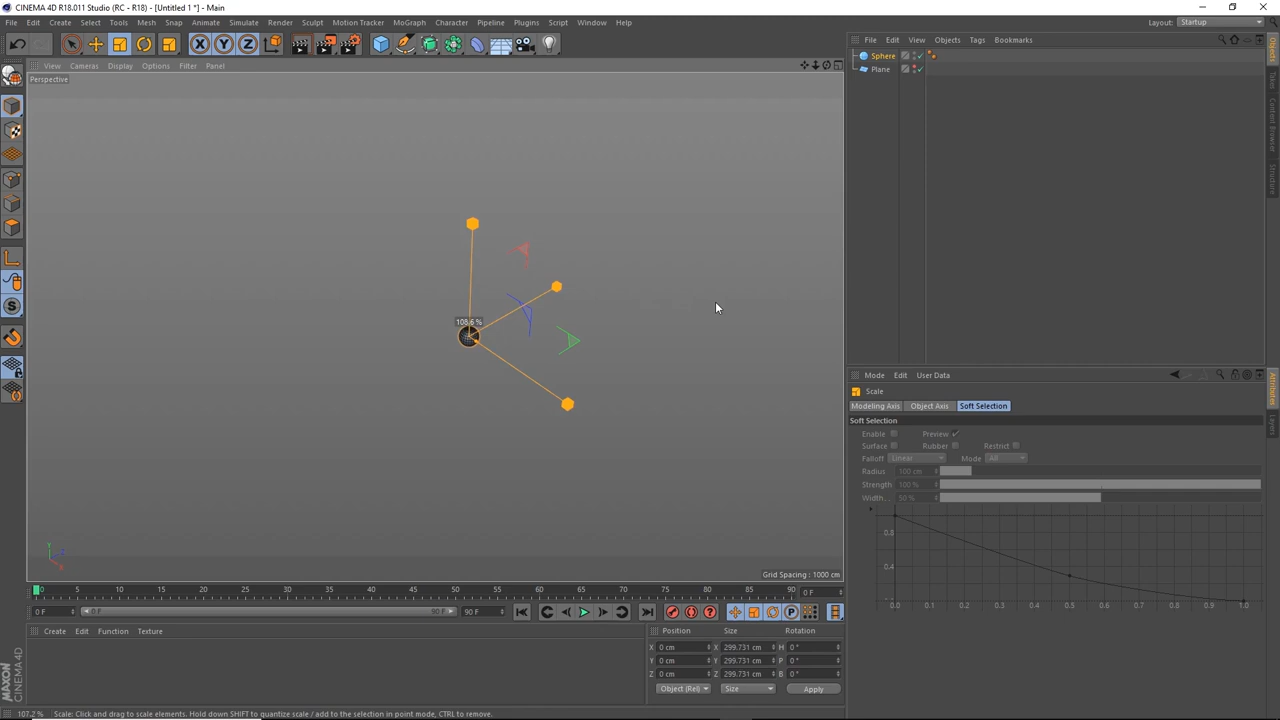 CINEMA 4D R18.011 Studio (RC - R18) - [Untitled 1 *] - Main
File Edit Create Select Tools Mesh Snap Animate Simulate Render Sculpt Motion Tracker MoGraph Character Pipeline Plugins Script Window Help
Layout: Startup
X Y Z
File Edit View Objects Tags Bookmarks
View Cameras Display Options Filter Panel
Perspective
Sphere
Plane
Objects
Takes
Content Browser
Structure
108.6 %
Mode Edit User Data
Scale
Modeling Axis Object Axis Soft Selection
Soft Selection
Enable Preview
Surface Rubber Restrict
Falloff Linear Mode All
Radius 100 cm
Strength 100 %
Width... 50 %
0.8
0.4
0.0 0.1 0.2 0.3 0.4 0.5 0.6 0.7 0.8 0.9 1.0
Attributes
Layers
Y
Z
X
Grid Spacing : 1000 cm
0 5 10 15 20 25 30 35 40 45 50 55 60 65 70 75 80 85 90
0 F
0 F 0 F 90 F 90 F
Create Edit Function Texture
Position Size Rotation
X 0 cm X 299.731 cm H 0 °
Y 0 cm Y 299.731 cm P 0 °
Z 0 cm Z 299.731 cm B 0 °
Object (Rel) Size Apply
MAXON
CINEMA 4D
107.2 % Scale: Click and drag to scale elements. Hold down SHIFT to quantize scale / add to the selection in point mode, CTRL to remove.